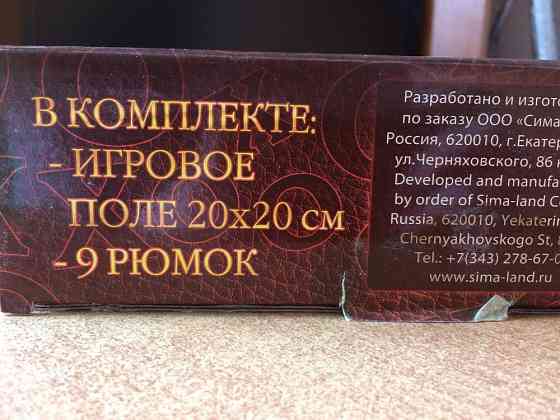 В КОМПЛЕКТЕ:
- ИГРОВОЕ
ПОЛЕ 20х20 см
- 9 РЮМОК
Разработано и изгото
по заказу ООО «Сима
Россия, 620010, г.Екатер
ул.Черняховского, 86
Developed and manufa
by order of Sima-land C
Russia, 620010, Yekaterin
Chernyakhovskogo St,
Tel.: +7(343) 278-67-0
www.sima-land.ru